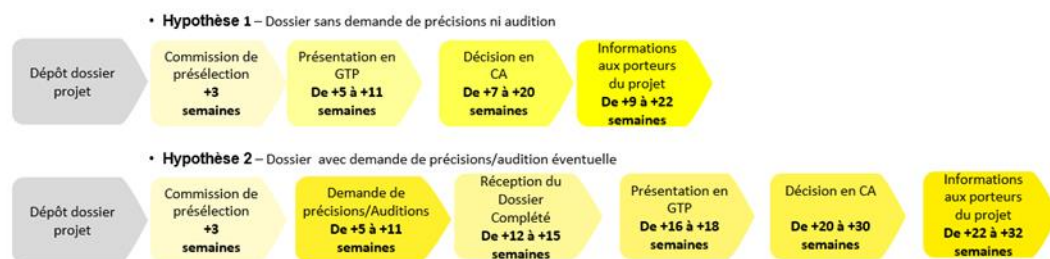 • Hypothèse 1 – Dossier sans demande de précisions ni audition
Dépôt dossier
projet
Commission de
présélection
+3
semaines
Présentation en
GTP
De +5 à +11
semaines
Décision en
CA
De +7 à +20
semaines
Informations
aux porteurs
du projet
De +9 à +22
semaines
• Hypothèse 2 – Dossier avec demande de précisions/audition éventuelle
Dépôt dossier
projet
Commission de
présélection
+3
semaines
Demande de
précisions/Auditions
De +5 à +11
semaines
Réception du
Dossier
Complété
De +12 à +15
semaines
Présentation en
GTP
De +16 à +18
semaines
Décision en CA
De +20 à +30
semaines
Informations
aux porteurs
du projet
De +22 à +32
semaines